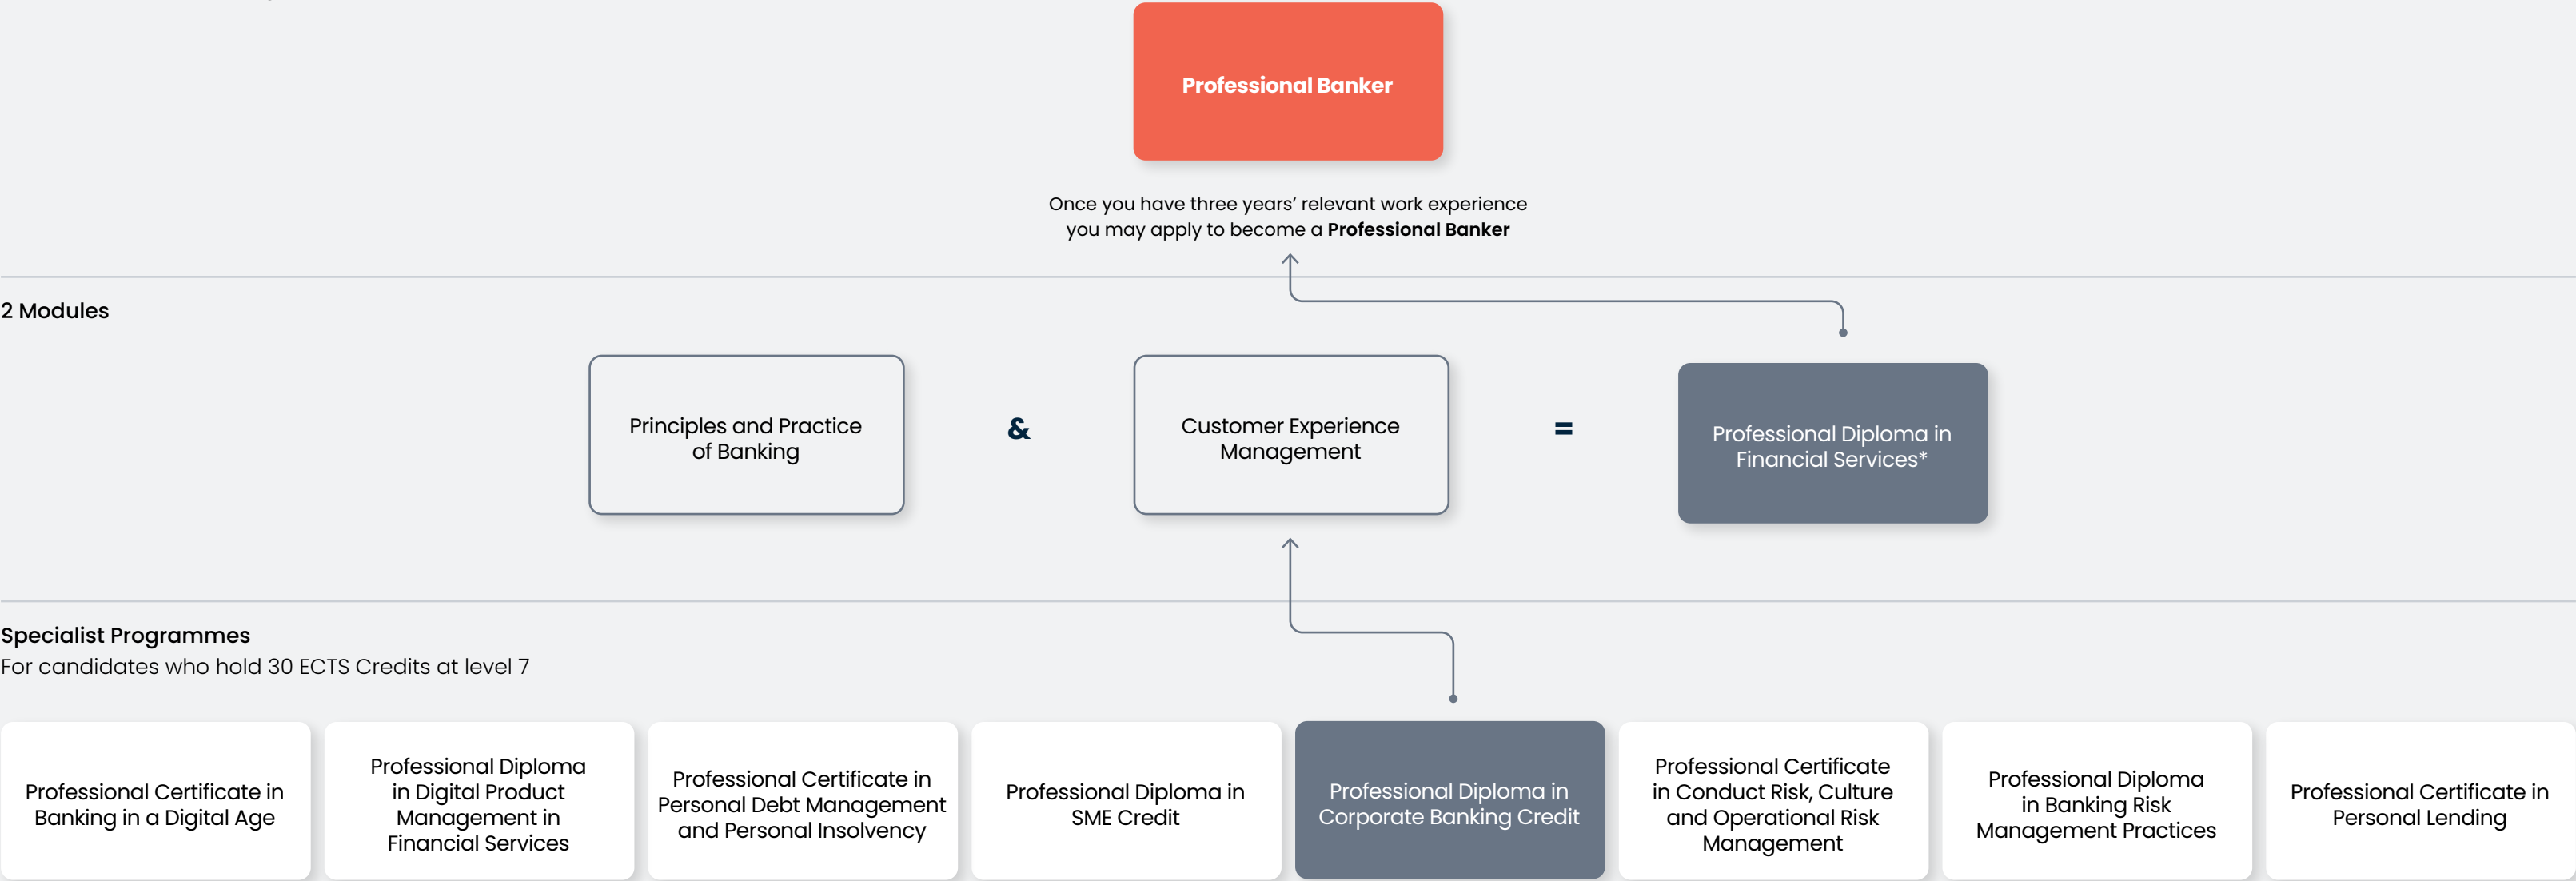 Professional Banker
Once you have three years’ relevant work experience
you may apply to become a Professional Banker
2 Modules
Principles and Practice
of Banking
&
Customer Experience
Management
=
Professional Diploma in
Financial Services*
Specialist Programmes
For candidates who hold 30 ECTS Credits at level 7
Professional Certificate in
Banking in a Digital Age
Professional Diploma
in Digital Product
Management in
Financial Services
Professional Certificate in
Personal Debt Management
and Personal Insolvency
Professional Diploma in
SME Credit
Professional Diploma in
Corporate Banking Credit
Professional Certificate
in Conduct Risk, Culture
and Operational Risk
Management
Professional Diploma
in Banking Risk
Management Practices
Professional Certificate in
Personal Lending